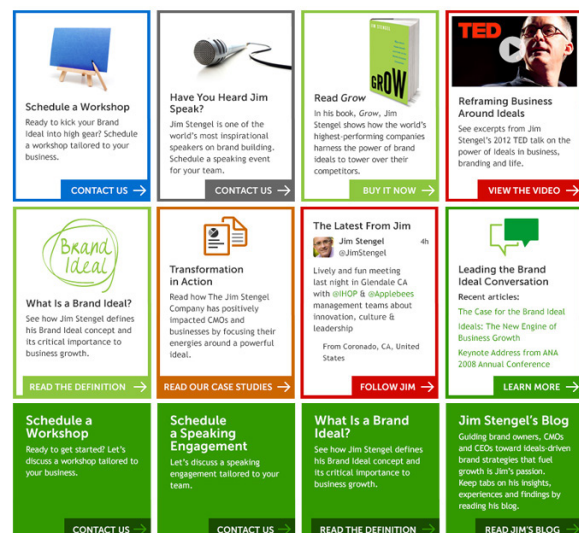 Schedule a Workshop
Ready to kick your Brand
Ideal into high gear? Schedule
a workshop tailored to your
business.
CONTACT US →
Have You Heard Jim
Speak?
Jim Stengel is one of the
world's most inspirational
speakers on brand building.
Schedule a speaking event
for your team.
CONTACT US →
JIM STENGEL
GROW
Read Grow
In his book, Grow, Jim
Stengel shows how the world's
highest-performing companies
harness the power of brand
ideals to tower over their
competitors.
BUY IT NOW →
TED
Reframing Business
Around Ideals
See excerpts from Jim
Stengel's 2012 TED talk on the
power of ideals in business,
branding and life.
VIEW THE VIDEO →
Brand
Ideal
What Is a Brand Ideal?
See how Jim Stengel defines
his Brand Ideal concept and
its critical importance to
business growth.
READ THE DEFINITION →
Transformation
in Action
Read how The Jim Stengel
Company has positively
impacted CMOs and
businesses by focusing their
energies around a powerful
ideal.
READ OUR CASE STUDIES →
The Latest From Jim
Jim Stengel 4h
@JimStengel
Lively and fun meeting
last night in Glendale CA
with @IHOP & @Applebees
management teams about
innovation, culture &
leadership
From Coronado, CA, United
States
FOLLOW JIM →
Leading the Brand
Ideal Conversation
Recent articles:
The Case for the Brand Ideal
Ideals: The New Engine of
Business Growth
Keynote Address from ANA
2008 Annual Conference
LEARN MORE →
Schedule a
Workshop
Ready to get started? Let's
discuss a workshop tailored to
your business.
CONTACT US →
Schedule
a Speaking
Engagement
Let's discuss a speaking
engagement tailored to your
team.
CONTACT US →
What Is a Brand
Ideal?
See how Jim Stengel defines
his Brand Ideal concept and
its critical importance to
business growth.
READ THE DEFINITION →
Jim Stengel's Blog
Guiding brand owners, CMOs
and CEOs toward ideals-driven
brand strategies that fuel
growth is Jim's passion.
Keep tabs on his insights,
experiences and findings by
reading his blog.
READ JIM'S BLOG →